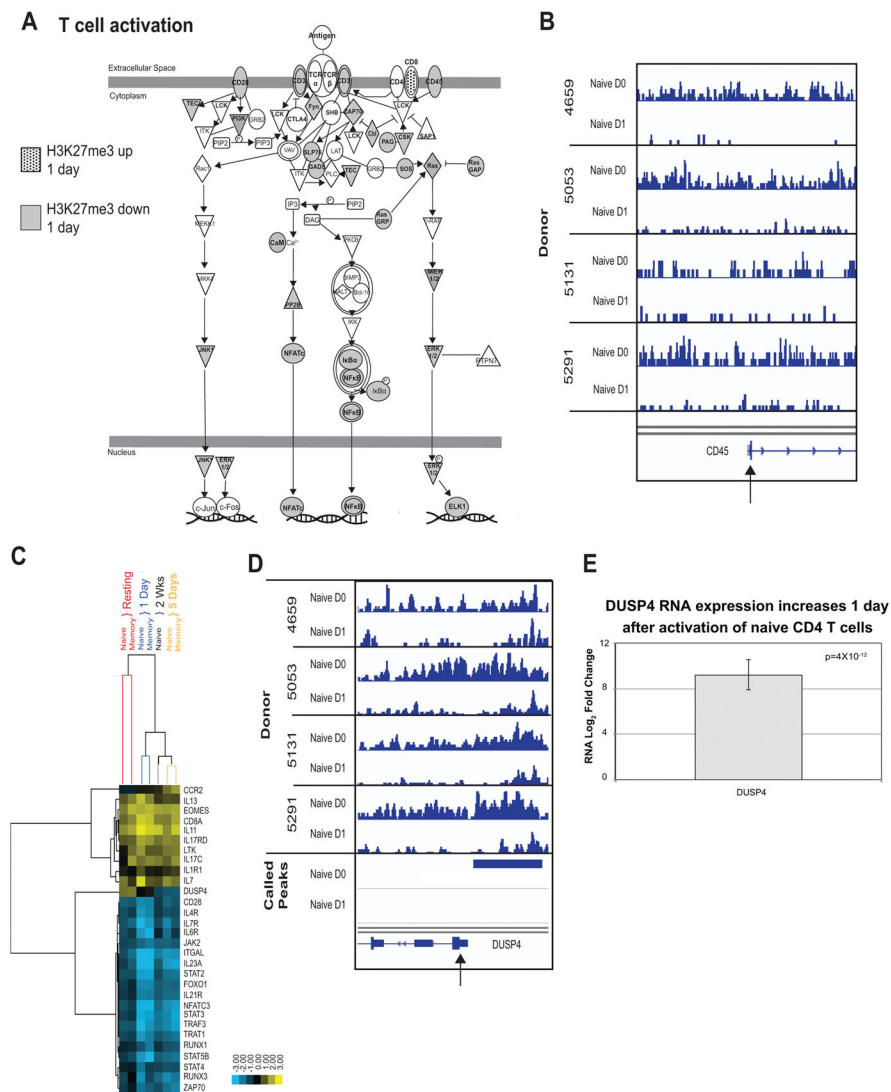 A T cell activation
Antigen
Extracellular Space
Cytoplasm
CD28
CD3
TCR α
TCR β
CD3
CD4
CD8
CD45
TEC
LCK
PI3K
GRB2
ITK
LCK
CTLA4
Fyn
SHB
ZAP70
LCK
Cbl
LCK
PAG
CSK
SAP1
PIP2
P
PIP3
VAV
SLP76
GADS
LAT
ITK
PLC
TEC
GRB2
SOS
Ras
Ras GAP
H3K27me3 up
1 day
H3K27me3 down
1 day
Rac1
IP3
P
PIP2
DAG
Ras GRP
MEKK1
CaM
Ca²⁺
PKCθ
c-RAF
MKK4
BIMP3
MALT1
Bcl-10
MEK 1/2
PP2B
IKK
JNK
NFATc
IκBα
NFκB
P
IκBα
ERK 1/2
PTPN7
NFκB
Nucleus
JNK
ERK 1/2
P
ERK 1/2
c-Jun
c-Fos
NFATc
NFκB
ELK1
B
Donor
4659
Naive D0
Naive D1
5053
Naive D0
Naive D1
5131
Naive D0
Naive D1
5291
Naive D0
Naive D1
CD45
C
Naive
Memory } Resting
Naive
Memory } 1 Day
Naive
Memory } 2 Wks
Naive
Memory } 5 Days
CCR2
IL13
EOMES
CD8A
IL11
IL17RD
LTK
IL17C
IL1R1
IL7
DUSP4
CD28
IL4R
IL7R
IL6R
JAK2
ITGAL
IL23A
STAT2
FOXO1
IL21R
NFATC3
STAT3
TRAF3
TRAT1
RUNX1
STAT5B
STAT4
RUNX3
ZAP70
-3.00
-2.00
-1.00
0.00
1.00
2.00
3.00
D
Donor
4659
Naive D0
Naive D1
5053
Naive D0
Naive D1
5131
Naive D0
Naive D1
5291
Naive D0
Naive D1
Called Peaks
Naive D0
Naive D1
DUSP4
E
DUSP4 RNA expression increases 1 day
after activation of naive CD4 T cells
RNA Log₂ Fold Change
12
8
4
0
p=4X10⁻¹²
DUSP4